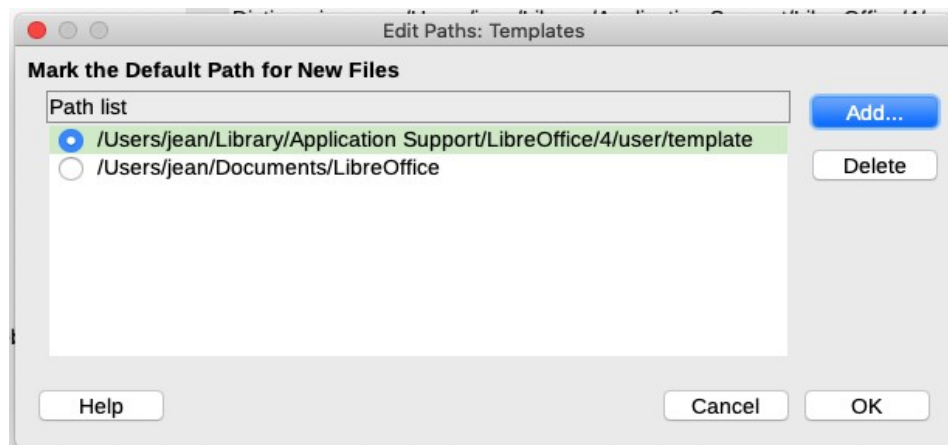 Edit Paths: Templates
Mark the Default Path for New Files
Path list
Add...
/Users/jean/Library/Application Support/LibreOffice/4/user/template
/Users/jean/Documents/LibreOffice
Delete
Help
Cancel
OK